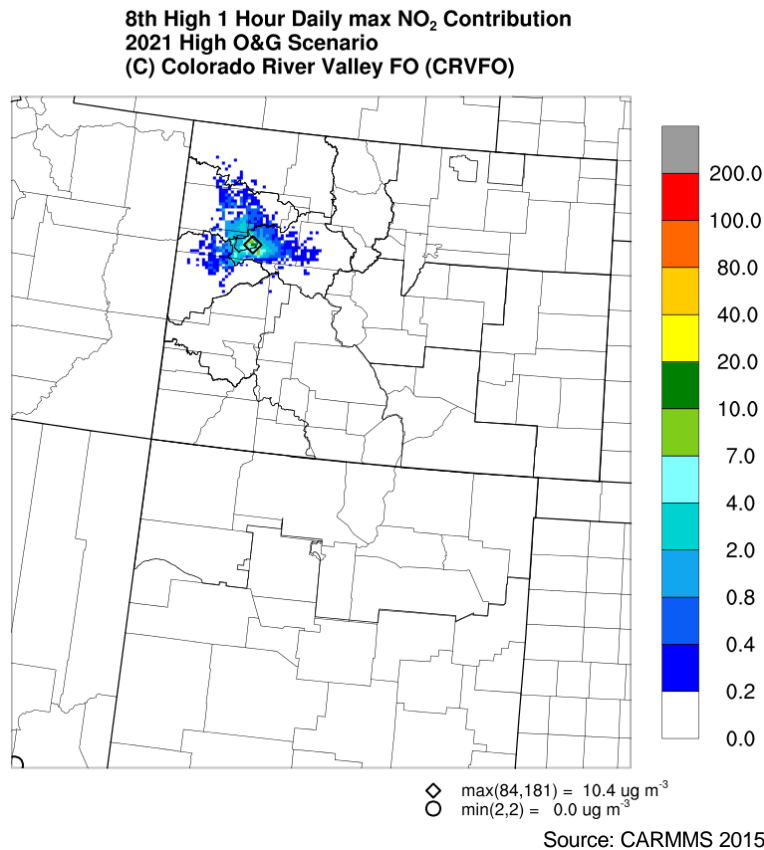 8th High 1 Hour Daily max NO₂ Contribution
2021 High O&G Scenario
(C) Colorado River Valley FO (CRVFO)
200.0
100.0
80.0
40.0
20.0
10.0
7.0
4.0
2.0
0.8
0.4
0.2
0.0
max(84,181) = 10.4 ug m⁻³
min(2,2) = 0.0 ug m⁻³
Source: CARMMS 2015